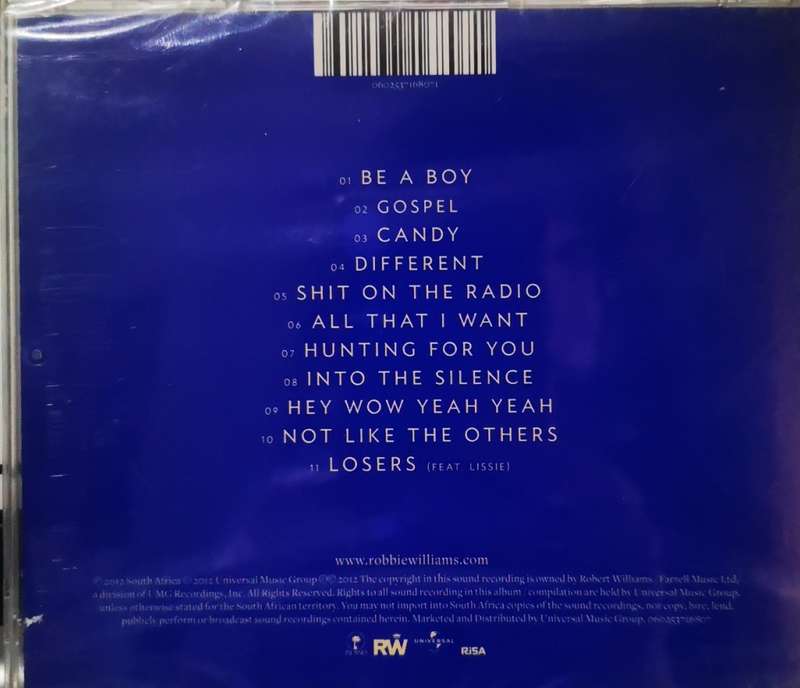 0602537168071
01 BE A BOY
02 GOSPEL
03 CANDY
04 DIFFERENT
05 SHIT ON THE RADIO
06 ALL THAT I WANT
07 HUNTING FOR YOU
08 INTO THE SILENCE
09 HEY WOW YEAH YEAH
10 NOT LIKE THE OTHERS
11 LOSERS (FEAT. LISSIE)
www.robbiewilliams.com
℗ 2012 South Africa © 2012 Universal Music Group ℗© 2012 The copyright in this sound recording is owned by Robert Williams / Farrell Music Ltd,
a division of UMG Recordings, Inc. All Rights Reserved. Rights to all sound recording in this album / compilation are held by Universal Music Group,
unless otherwise stated for the South African territory. You may not import into South Africa copies of the sound recordings, nor copy, hire, lend,
publicly perform or broadcast sound recordings contained herein. Marketed and Distributed by Universal Music Group. 060253716807
ISLAND RW UNIVERSAL RiSA